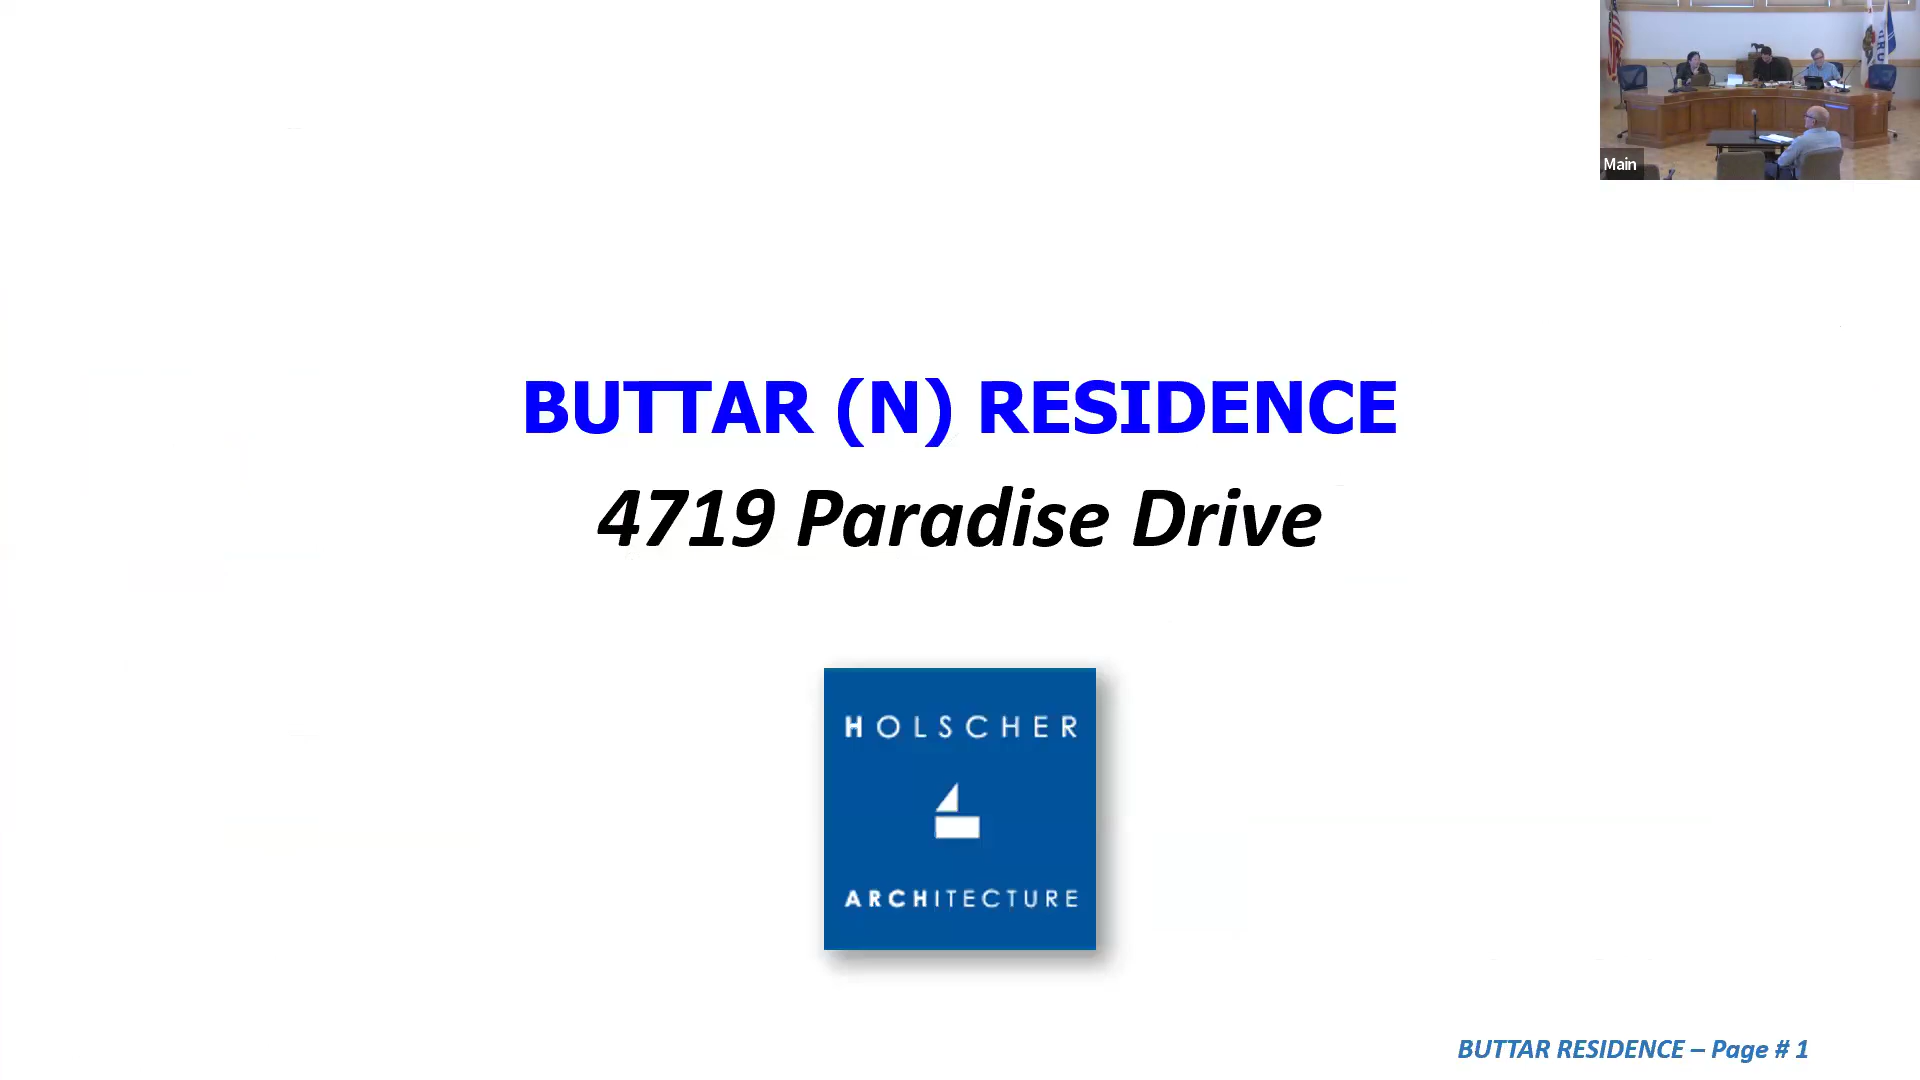 Main
BUTTAR (N) RESIDENCE
4719 Paradise Drive
HOLSCHER
ARCHITECTURE
BUTTAR RESIDENCE – Page # 1